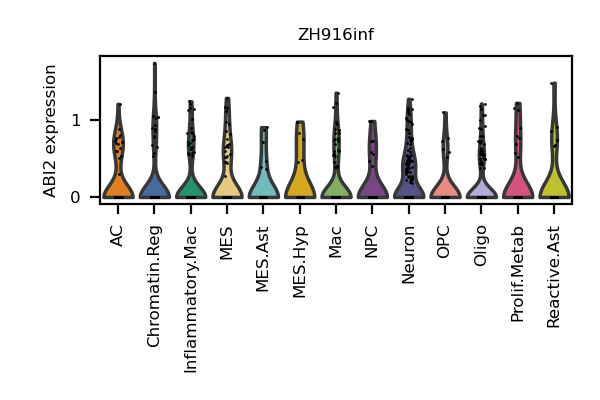 ZH916inf
ABI2 expression
1
0
AC
Chromatin.Reg
Inflammatory.Mac
MES
MES.Ast
MES.Hyp
Mac
NPC
Neuron
OPC
Oligo
Prolif.Metab
Reactive.Ast